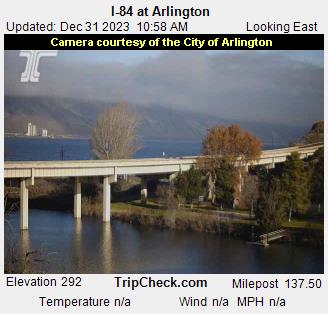 I-84 at Arlington
Updated: Dec 31 2023 10:58 AM Looking East
Camera courtesy of the City of Arlington
Elevation 292 TripCheck.com Milepost 137.50
Temperature n/a Wind n/a MPH n/a